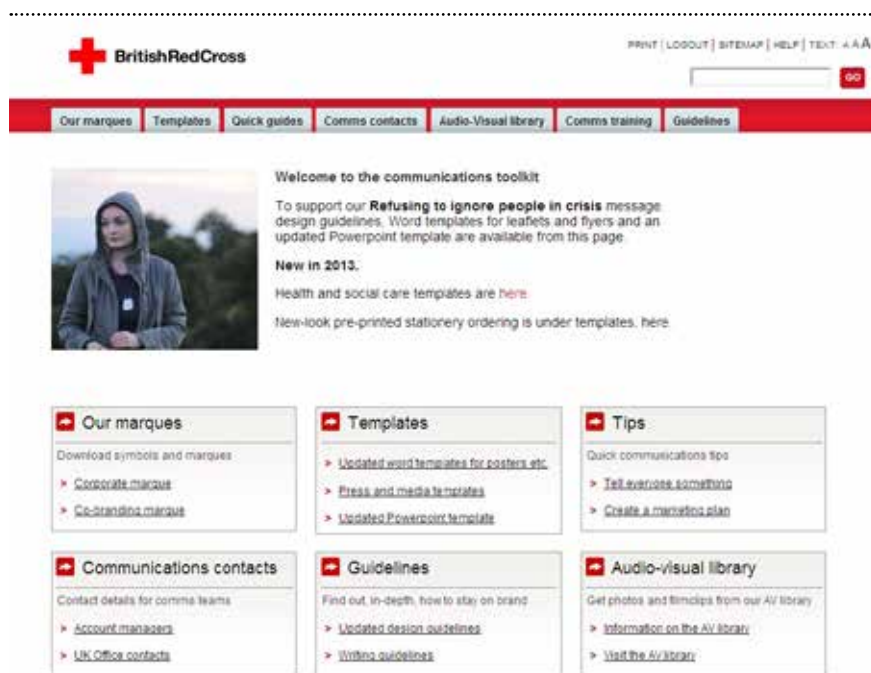 BritishRedCross
PRINT | LOGOUT | SITEMAP | HELP | TEXT: A A A
GO
Our marques
Templates
Quick guides
Comms contacts
Audio-Visual library
Comms training
Guidelines
Welcome to the communications toolkit
To support our Refusing to ignore people in crisis message
design guidelines, Word templates for leaflets and flyers and an
updated Powerpoint template are available from this page.
New in 2013.
Health and social care templates are here
New-look pre-printed stationery ordering is under templates, here
Our marques
Download symbols and marques
Corporate marque
Co-branding marque
Templates
Updated word templates for posters etc.
Press and media templates
Updated Powerpoint template
Tips
Quick communications tips
Tell everyone something
Create a marketing plan
Communications contacts
Contact details for comms teams
Account managers
UK Office contacts
Guidelines
Find out, in-depth, how to stay on brand
Updated design guidelines
Writing guidelines
Audio-visual library
Get photos and filmclips from our AV library
Information on the AV library
Visit the AV library